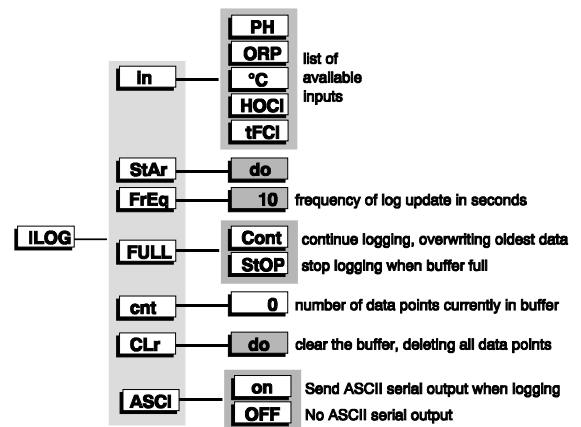 PH
ORP
°C
HOCl
tFCl
list of
available
inputs
In
StAr
do
FrEq
10 frequency of log update in seconds
ILOG
FULL
Cont continue logging, overwriting oldest data
StOP stop logging when buffer full
cnt
0 number of data points currently in buffer
CLr
do clear the buffer, deleting all data points
ASCI
on Send ASCII serial output when logging
OFF No ASCII serial output